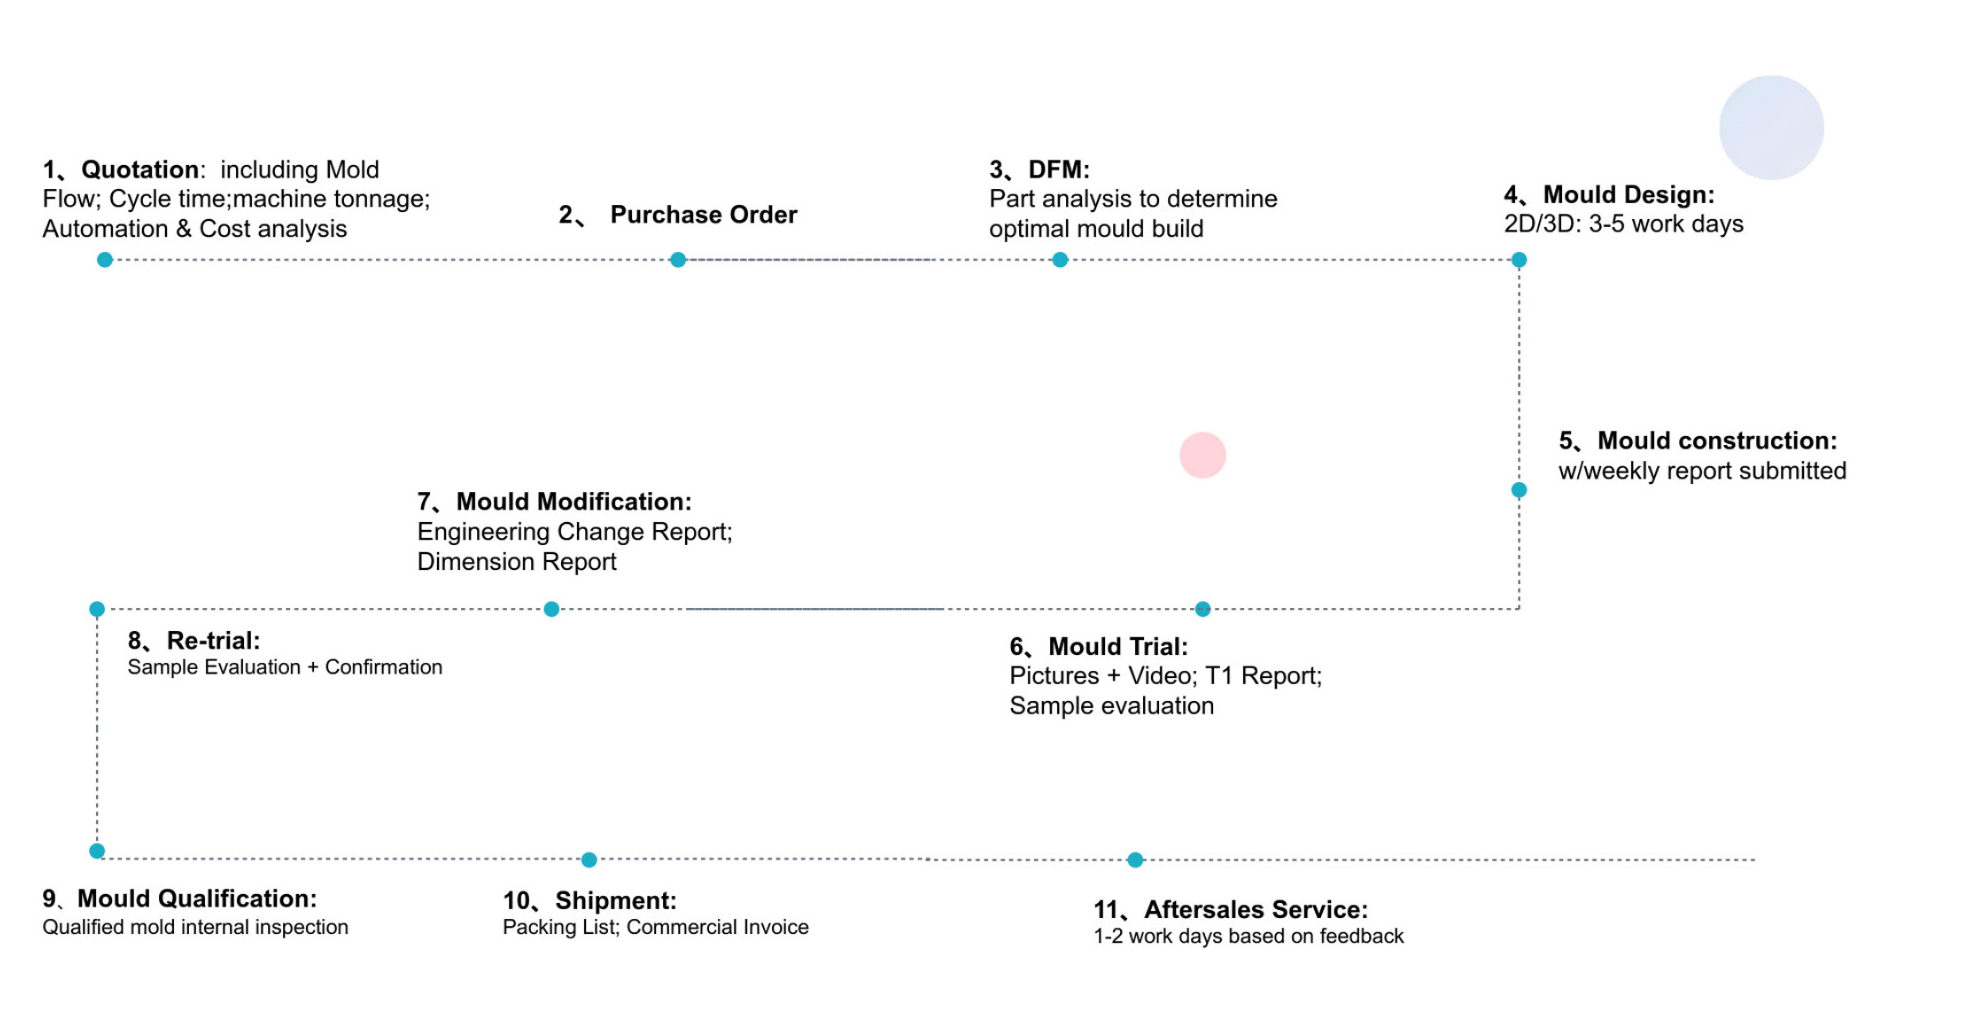 1、Quotation:  including Mold
Flow; Cycle time;machine tonnage;
Automation & Cost analysis
2、 Purchase Order
3、DFM:
Part analysis to determine
optimal mould build
4、Mould Design:
2D/3D: 3-5 work days
5、Mould construction:
w/weekly report submitted
6、Mould Trial:
Pictures + Video; T1 Report;
Sample evaluation
7、Mould Modification:
Engineering Change Report;
Dimension Report
8、Re-trial:
Sample Evaluation + Confirmation
9、Mould Qualification:
Qualified mold internal inspection
10、Shipment:
Packing List; Commercial Invoice
11、Aftersales Service:
1-2 work days based on feedback